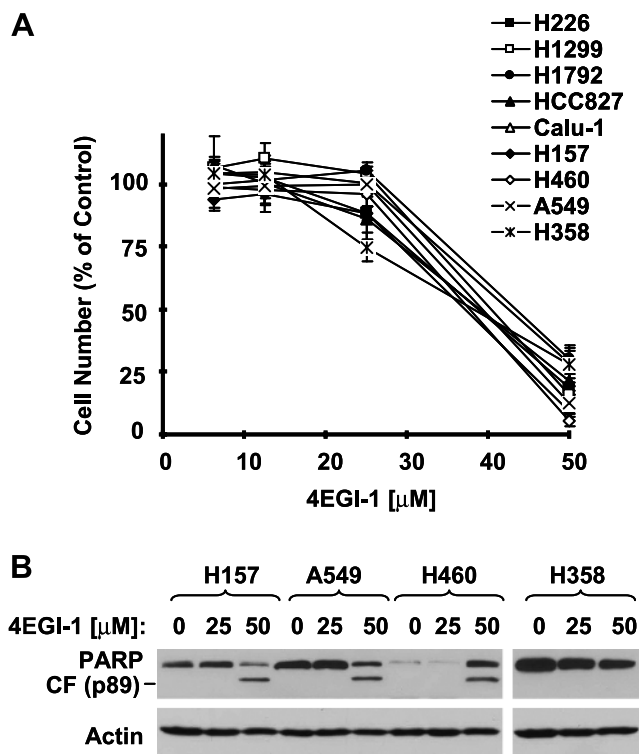 A
H226
H1299
H1792
HCC827
Calu-1
H157
H460
A549
H358
Cell Number (% of Control)
100
75
50
25
0
0 10 20 30 40 50
4EGI-1 [μM]
B
H157 A549 H460 H358
4EGI-1 [μM]: 0 25 50 0 25 50 0 25 50 0 25 50
PARP
CF (p89)
Actin